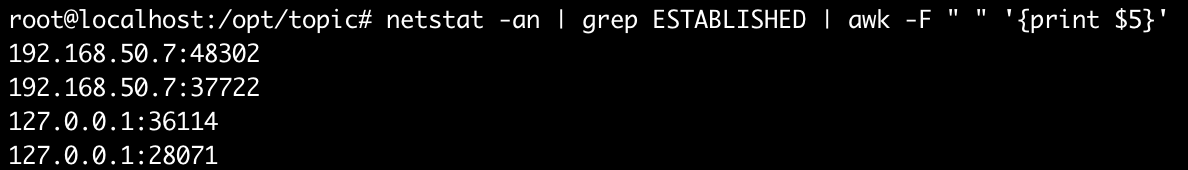 root@localhost:/opt/topic# netstat -an | grep ESTABLISHED | awk -F " " '{print $5}'
192.168.50.7:48302
192.168.50.7:37722
127.0.0.1:36114
127.0.0.1:28071